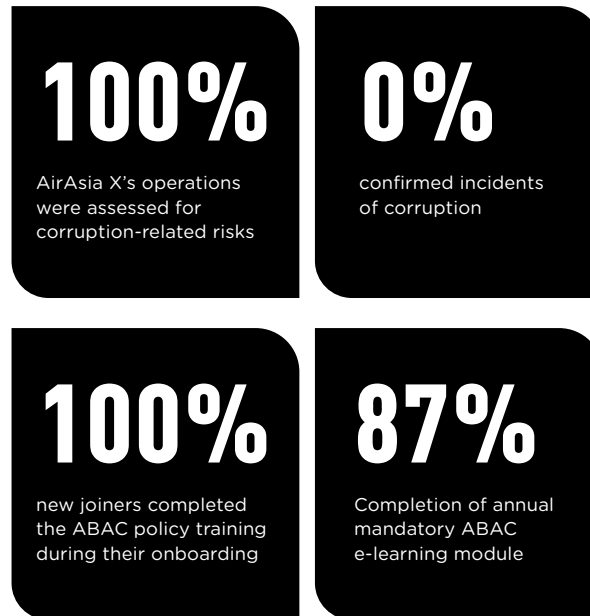 100%
AirAsia X’s operations
were assessed for
corruption-related risks
0%
confirmed incidents
of corruption
100%
new joiners completed
the ABAC policy training
during their onboarding
87%
Completion of annual
mandatory ABAC
e-learning module